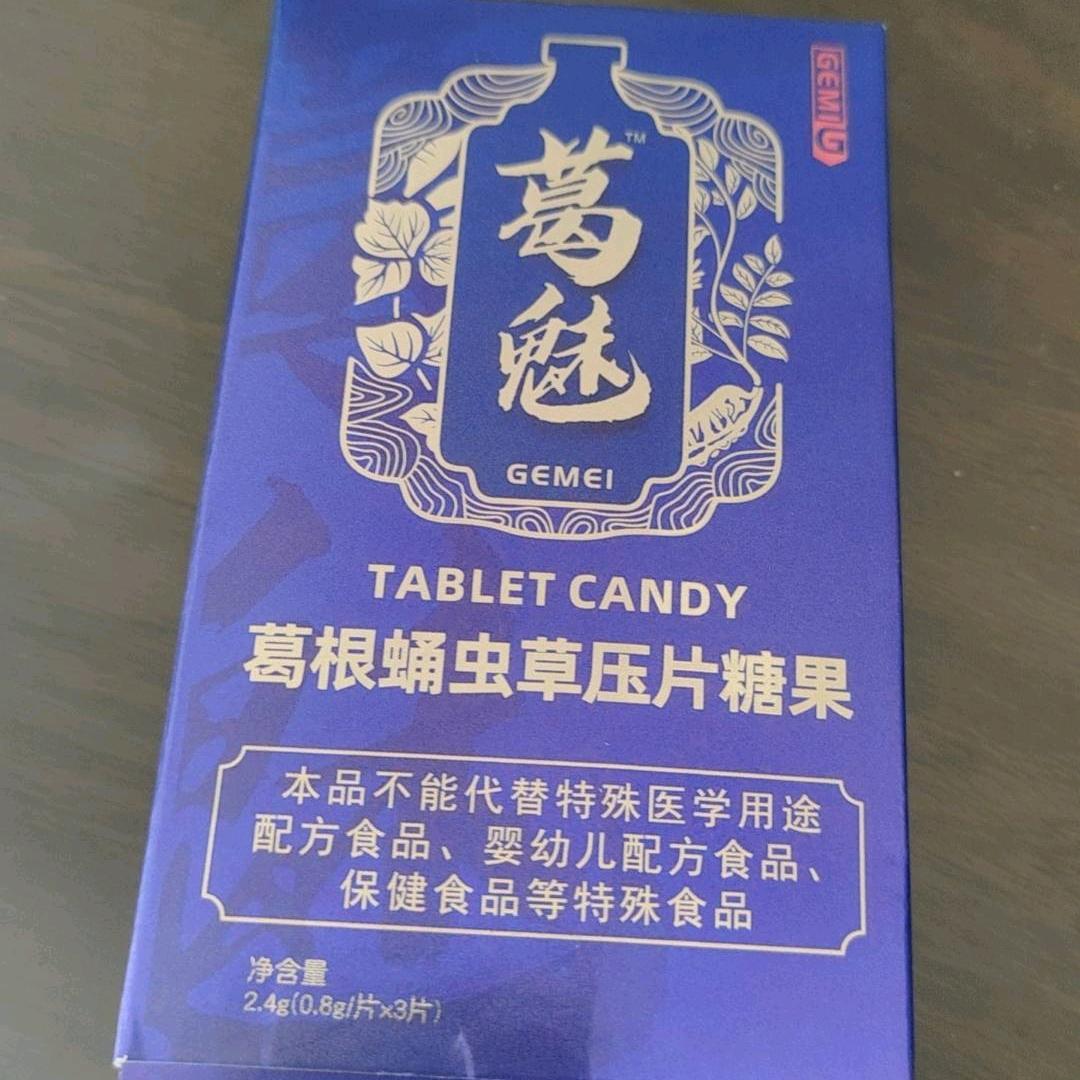 GEMEI
葛魅
TM
GEMEI
TABLET CANDY
葛根蛹虫草压片糖果
本品不能代替特殊医学用途
配方食品、婴幼儿配方食品、
保健食品等特殊食品
净含量
2.4g(0.8g/片x3片)